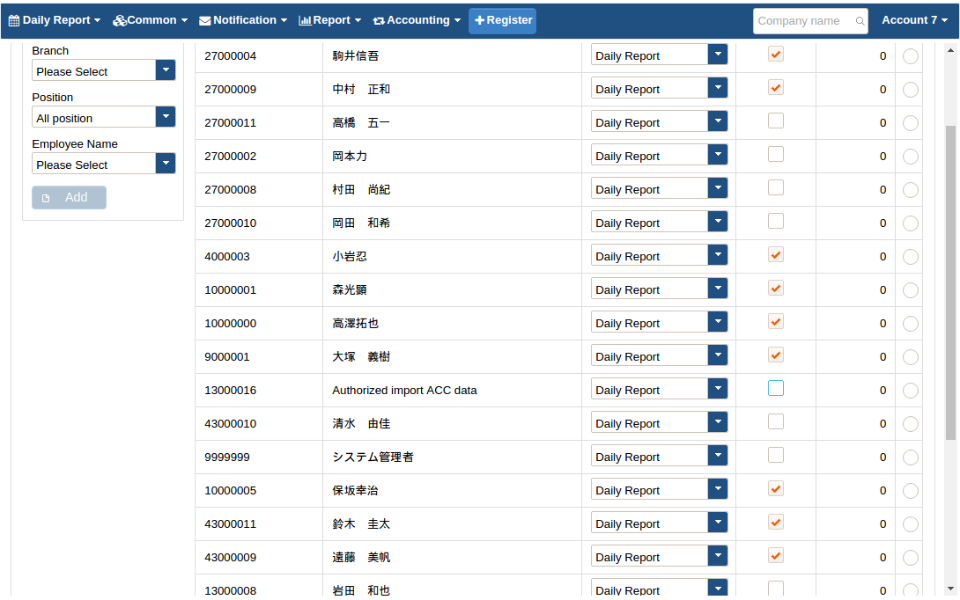 Daily Report Common Notification Report Accounting Register Company name Account 7
Branch
Please Select
Position
All position
Employee Name
Please Select
Add
27000004 駒井信吾 Daily Report 0
27000009 中村　正和 Daily Report 0
27000011 高橋　五一 Daily Report 0
27000002 岡本力 Daily Report 0
27000008 村田　尚紀 Daily Report 0
27000010 岡田　和希 Daily Report 0
4000003 小岩忍 Daily Report 0
10000001 森光顕 Daily Report 0
10000000 高澤拓也 Daily Report 0
9000001 大塚　義樹 Daily Report 0
13000016 Authorized import ACC data Daily Report 0
43000010 清水　由佳 Daily Report 0
9999999 システム管理者 Daily Report 0
10000005 保坂幸治 Daily Report 0
43000011 鈴木　圭太 Daily Report 0
43000009 遠藤　美帆 Daily Report 0
13000008 岩田　和也 Daily Report 0